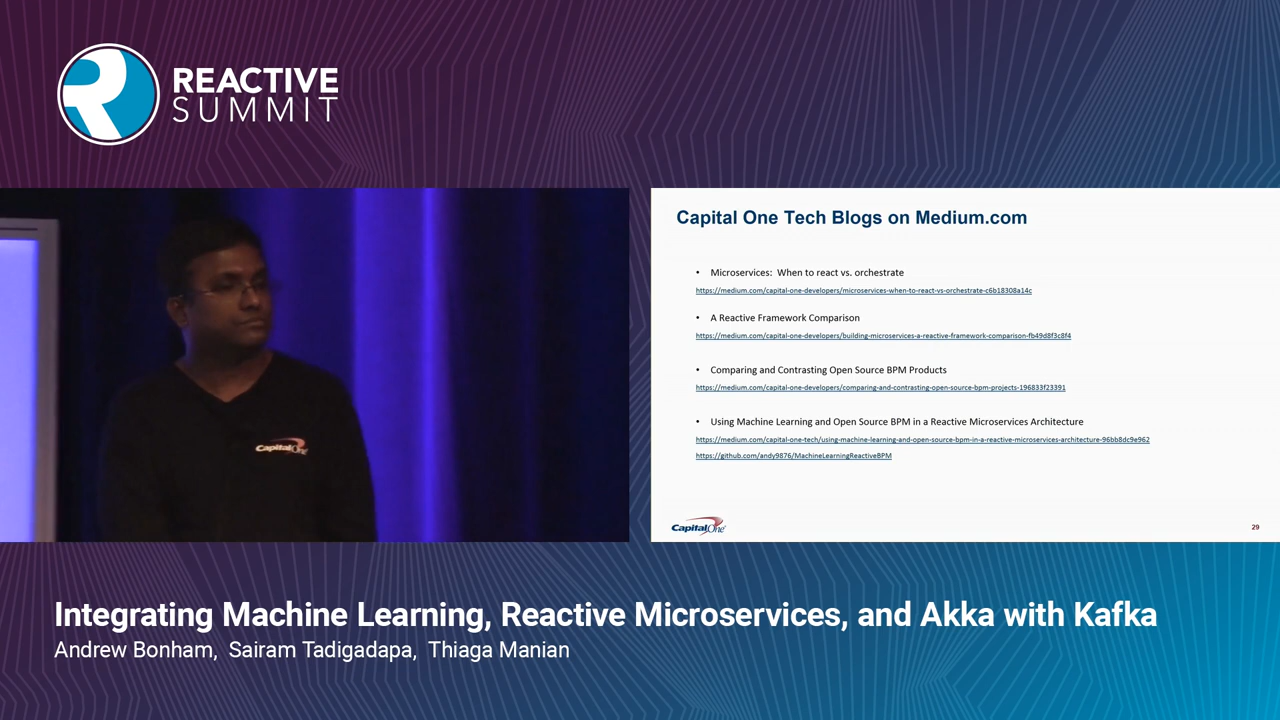 REACTIVE
SUMMIT
Capital One
Capital One Tech Blogs on Medium.com
• Microservices: When to react vs. orchestrate
https://medium.com/capital-one-developers/microservices-when-to-react-vs-orchestrate-c6b18308a14c
• A Reactive Framework Comparison
https://medium.com/capital-one-developers/building-microservices-a-reactive-framework-comparison-fb49d8f3c8f4
• Comparing and Contrasting Open Source BPM Products
https://medium.com/capital-one-developers/comparing-and-contrasting-open-source-bpm-projects-196833f23391
• Using Machine Learning and Open Source BPM in a Reactive Microservices Architecture
https://medium.com/capital-one-tech/using-machine-learning-and-open-source-bpm-in-a-reactive-microservices-architecture-96bb8dc9e962
https://github.com/andy9876/MachineLearningReactiveBPM
Capital One
29
Integrating Machine Learning, Reactive Microservices, and Akka with Kafka
Andrew Bonham, Sairam Tadigadapa, Thiaga Manian